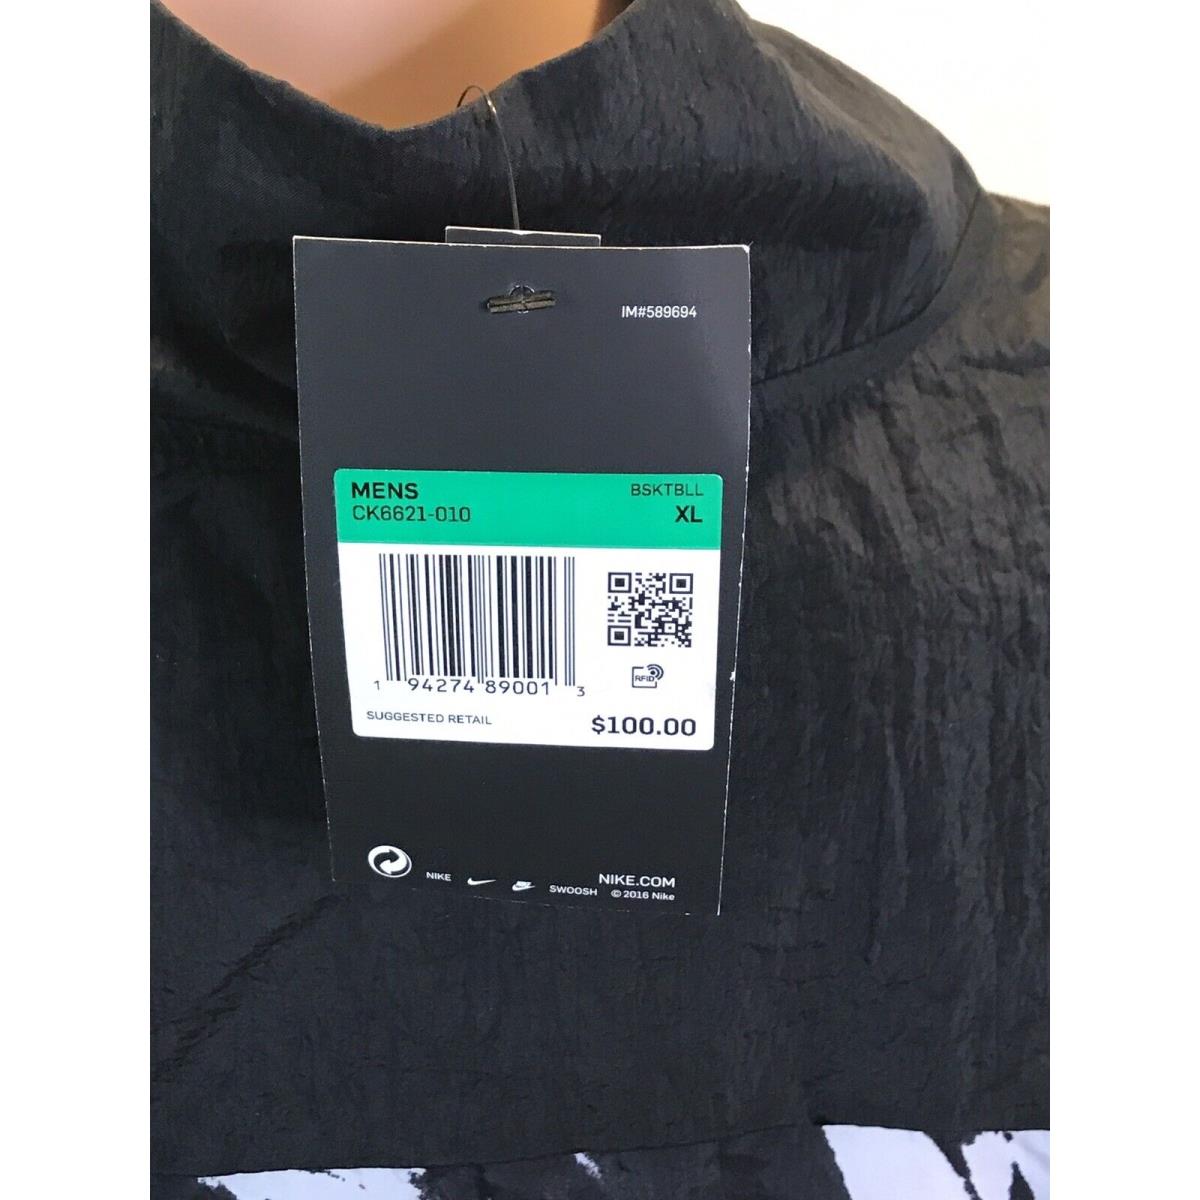 IM#589694
MENS BSKTBLL
CK6621-010 XL
RFID
1 94274 89001 3
SUGGESTED RETAIL $100.00
NIKE SWOOSH NIKE.COM
©2016 Nike